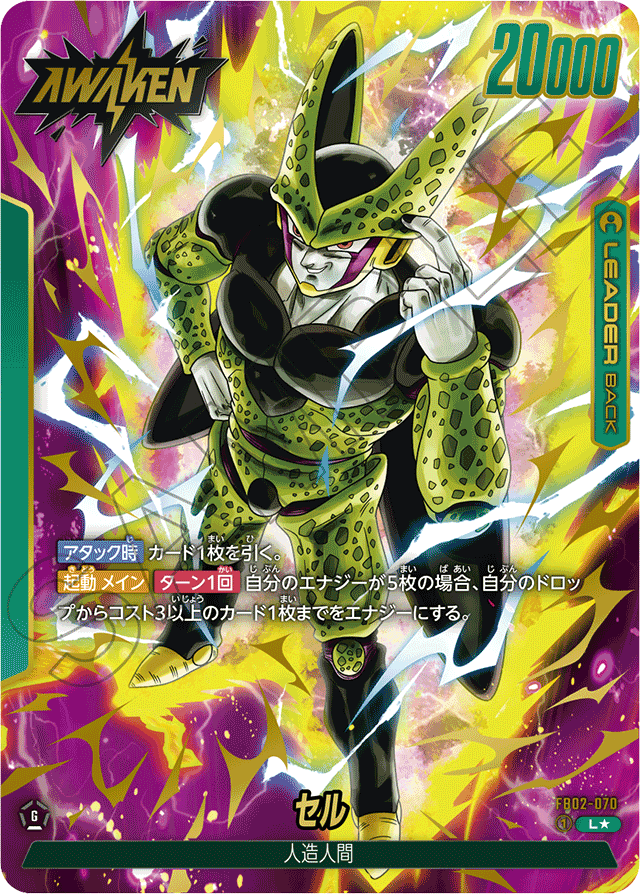 AWAKEN
20000
LEADER BACK
アタック時 カード1枚を引く。
起動メイン ターン1回 自分のエナジーが5枚の場合、自分のドロッ
プからコスト3以上のカード1枚までをエナジーにする。
セル
FB02-070
G
L★
人造人間